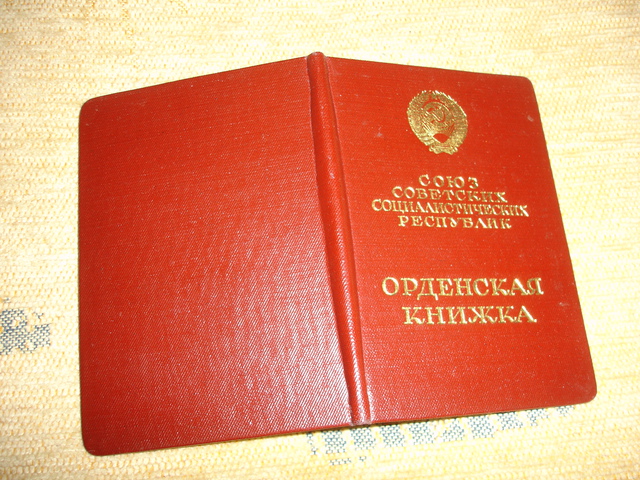 СОЮЗ
СОВЕТСКИХ
СОЦИАЛИСТИЧЕСКИХ
РЕСПУБЛИК
ОРДЕНСКАЯ
КНИЖКА